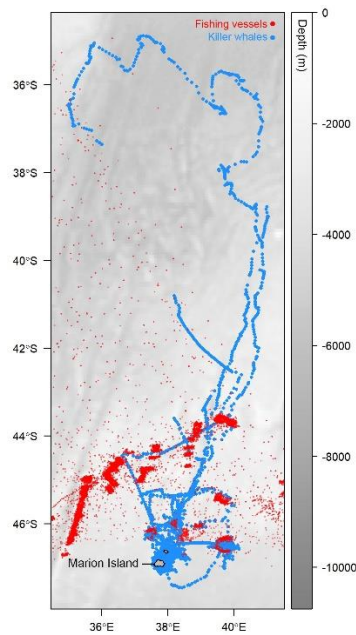 Fishing vessels
Killer whales
0
Depth (m)
36°S
-2000
38°S
-4000
40°S
42°S
-6000
44°S
-8000
46°S
Marion Island
-10000
36°E
38°E
40°E